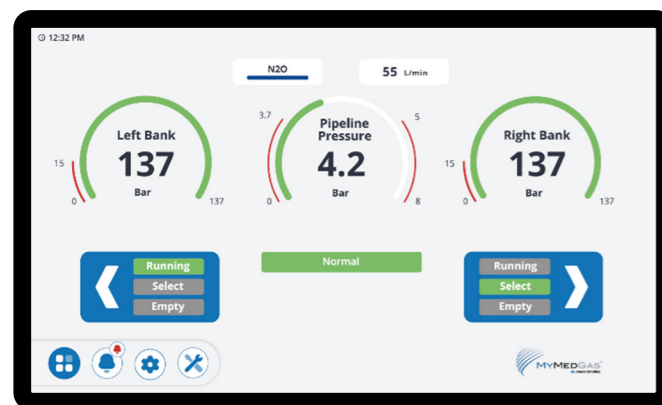 12:32 PM
N2O
55 L/min
Left Bank
137
Bar
15
0
137
Pipeline
Pressure
4.2
Bar
3.7
5
0
8
Right Bank
137
Bar
15
0
137
Running
Select
Empty
Normal
Running
Select
Empty
MYMEDGAS